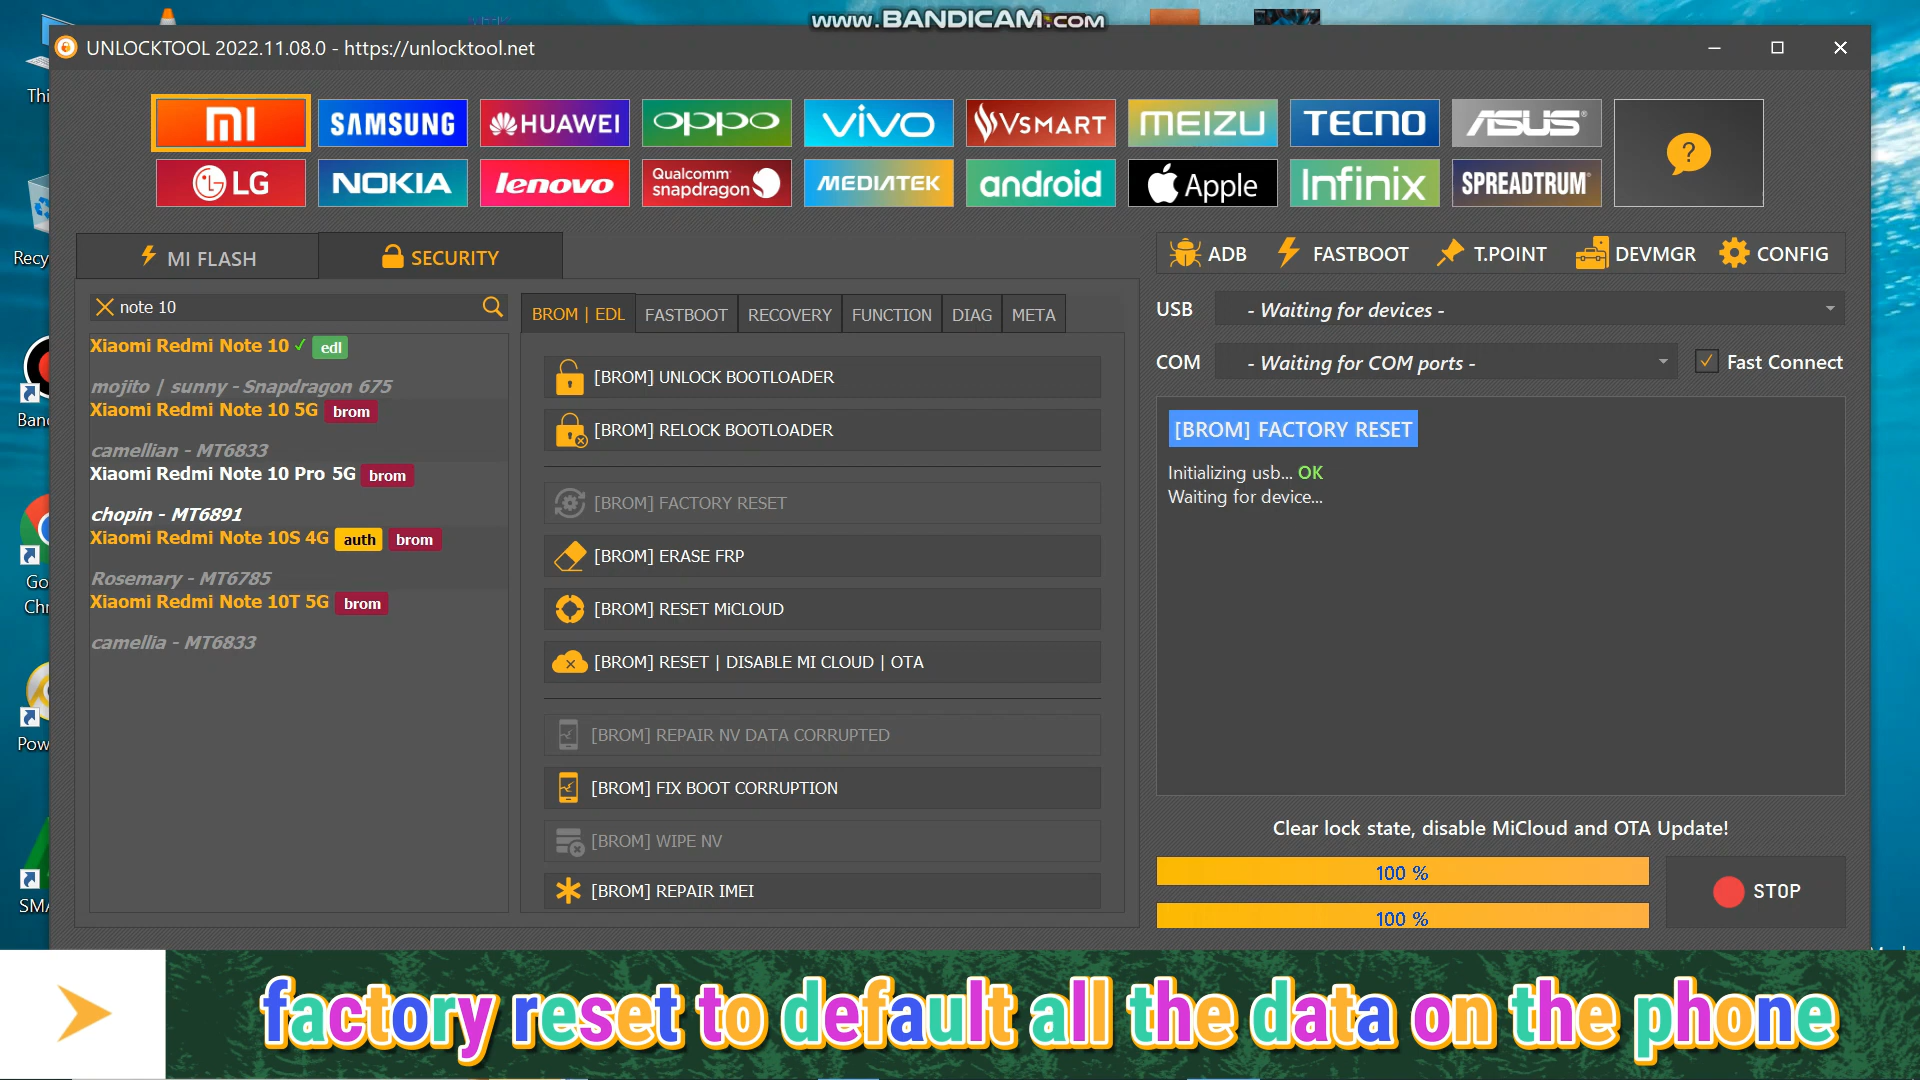 www.BANDICAM.com
UNLOCKTOOL 2022.11.08.0 - https://unlocktool.net
mi SAMSUNG HUAWEI oppo vivo VSMART MEIZU TECNO ASUS ?
LG NOKIA lenovo Qualcomm snapdragon MEDIATEK android Apple Infinix SPREADTRUM
MI FLASH SECURITY
ADB FASTBOOT T.POINT DEVMGR CONFIG
note 10
BROM | EDL FASTBOOT RECOVERY FUNCTION DIAG META
Xiaomi Redmi Note 10 ✓ edl
mojito | sunny - Snapdragon 675
Xiaomi Redmi Note 10 5G brom
camellian - MT6833
Xiaomi Redmi Note 10 Pro 5G brom
chopin - MT6891
Xiaomi Redmi Note 10S 4G auth brom
Rosemary - MT6785
Xiaomi Redmi Note 10T 5G brom
camellia - MT6833
[BROM] UNLOCK BOOTLOADER
[BROM] RELOCK BOOTLOADER
[BROM] FACTORY RESET
[BROM] ERASE FRP
[BROM] RESET MiCLOUD
[BROM] RESET | DISABLE MI CLOUD | OTA
[BROM] REPAIR NV DATA CORRUPTED
[BROM] FIX BOOT CORRUPTION
[BROM] WIPE NV
[BROM] REPAIR IMEI
USB - Waiting for devices -
COM - Waiting for COM ports - Fast Connect
[BROM] FACTORY RESET
Initializing usb... OK
Waiting for device...
Clear lock state, disable MiCloud and OTA Update!
100 %
100 %
STOP
Thi
Recy
Band
Go
Chr
Pow
SMA
factory reset to default all the data on the phone